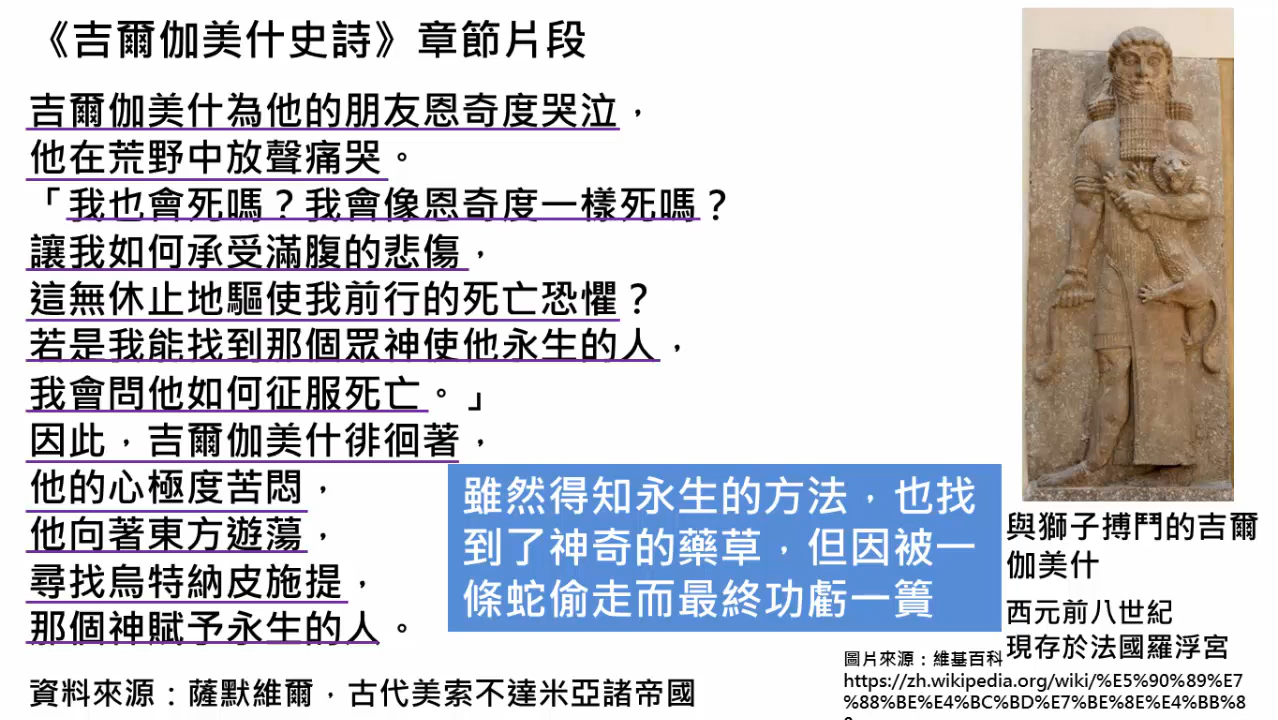 《吉爾伽美什史詩》章節片段
吉爾伽美什為他的朋友恩奇度哭泣，
他在荒野中放聲痛哭。
「我也會死嗎？我會像恩奇度一樣死嗎？
讓我如何承受滿腹的悲傷，
這無休止地驅使我前行的死亡恐懼？
若是我能找到那個眾神使他永生的人，
我會問他如何征服死亡。」
因此，吉爾伽美什徘徊著，
他的心極度苦悶，
他向著東方遊蕩，
尋找烏特納皮施提，
那個神賦予永生的人。
資料來源：薩默維爾，古代美索不達米亞諸帝國
雖然得知永生的方法，也找
到了神奇的藥草，但因被一
條蛇偷走而最終功虧一簣
與獅子搏鬥的吉爾
伽美什
西元前八世紀
現存於法國羅浮宮
圖片來源：維基百科
https://zh.wikipedia.org/wiki/%E5%90%89%E7
%88%BE%E4%BC%BD%E7%BE%8E%E4%BB%8